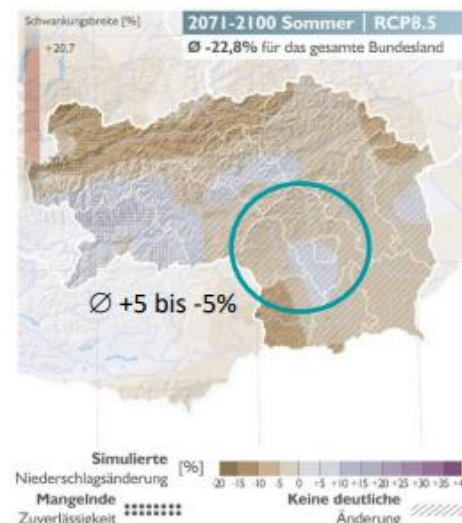 Schwankungsbreite [%]
2071-2100 Sommer | RCP8.5
+20,7
Ø -22,8% für das gesamte Bundesland
Ø +5 bis -5%
Simulierte
Niederschlagsänderung [%]
-20 -15 -10 -5 0 +5 +10 +15 +20 +25 +30 +35
Mangelnde
Zuverlässigkeit
Keine deutliche
Änderung